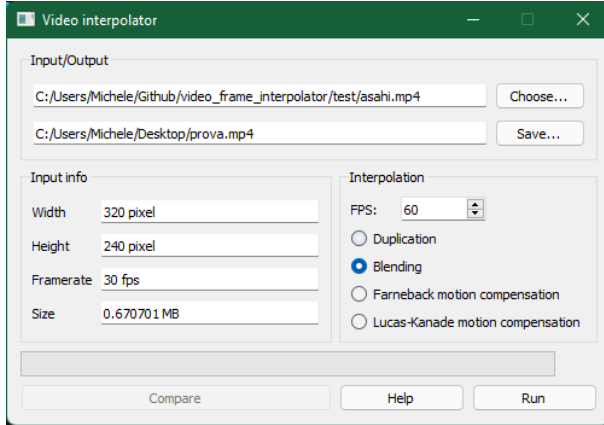 Video interpolator
Input/Output
C:/Users/Michele/Github/video_frame_interpolator/test/asahi.mp4
Choose...
C:/Users/Michele/Desktop/prova.mp4
Save...
Input info
Width 320 pixel
Height 240 pixel
Framerate 30 fps
Size 0.670701 MB
Interpolation
FPS: 60
Duplication
Blending
Farneback motion compensation
Lucas-Kanade motion compensation
Compare
Help
Run